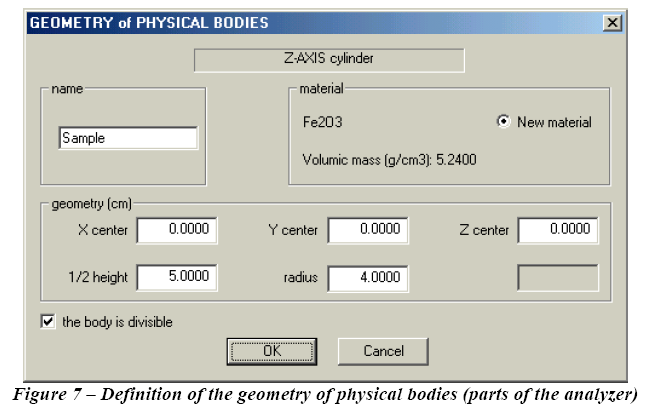 GEOMETRY of PHYSICAL BODIES
Z-AXIS cylinder
name
Sample
material
Fe2O3
New material
Volumic mass (g/cm3): 5.2400
geometry (cm)
X center 0.0000 Y center 0.0000 Z center 0.0000
1/2 height 5.0000 radius 4.0000
the body is divisible
OK Cancel
Figure 7 – Definition of the geometry of physical bodies (parts of the analyzer)